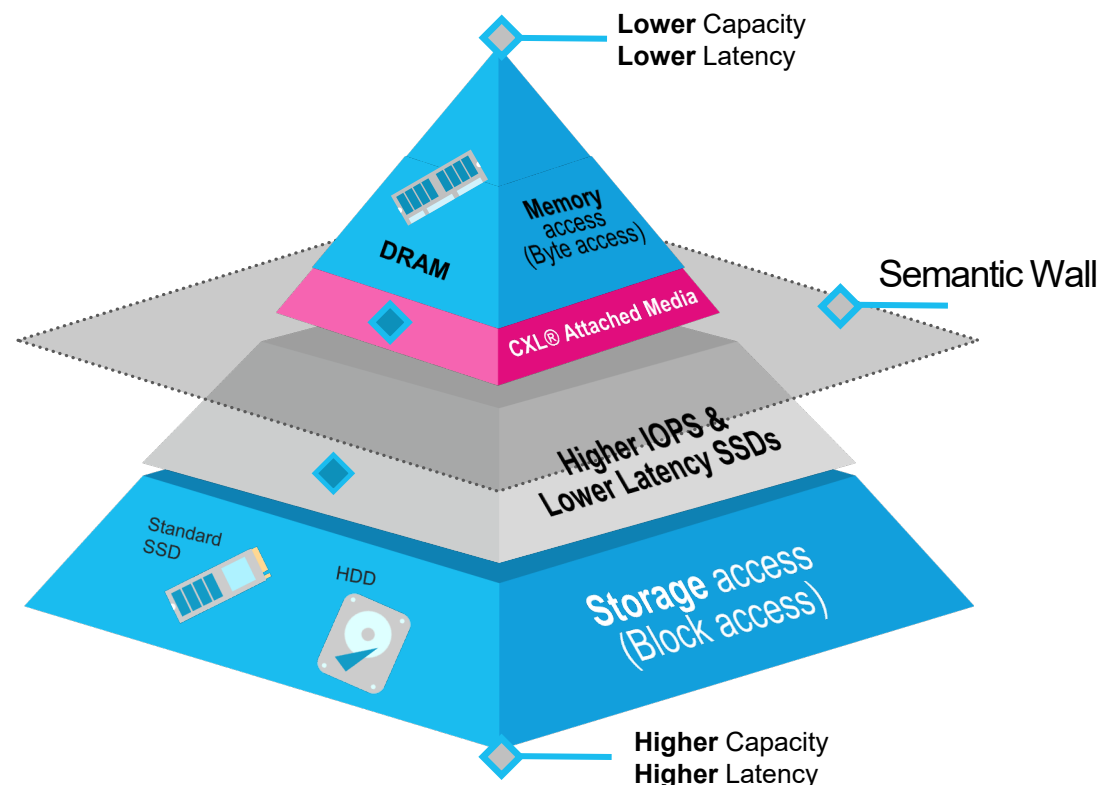 Lower Capacity
Lower Latency
Memory
access
(Byte access)
DRAM
Semantic Wall
CXL® Attached Media
Higher IOPS &
Lower Latency SSDs
Standard
SSD
HDD
Storage access
(Block access)
Higher Capacity
Higher Latency